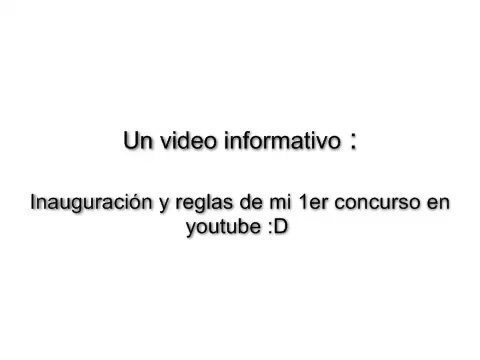 Un video informativo :
Inauguración y reglas de mi 1er concurso en
youtube :D